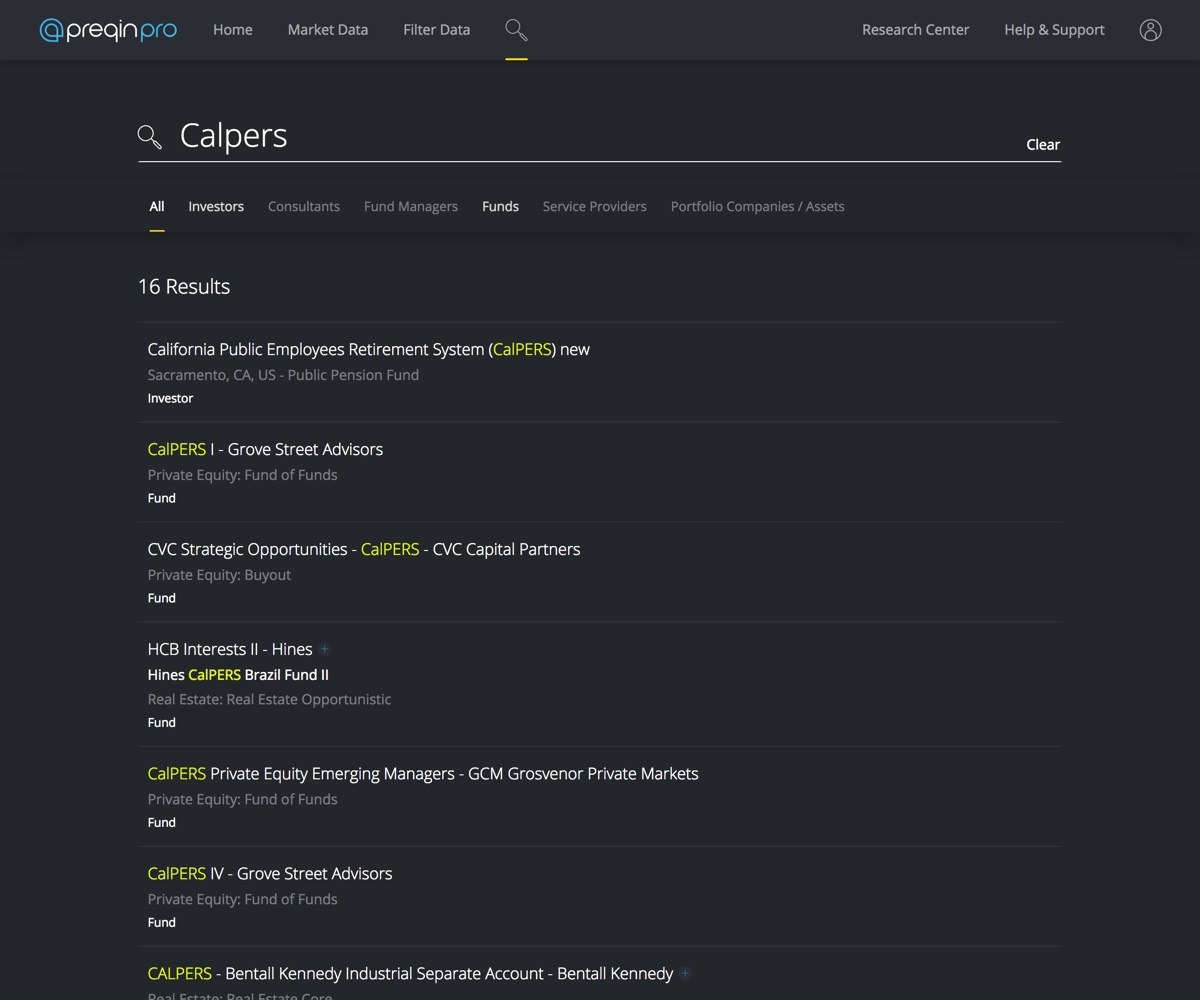 preqin pro Home Market Data Filter Data Research Center Help & Support
Calpers
Clear
All Investors Consultants Fund Managers Funds Service Providers Portfolio Companies / Assets
16 Results
California Public Employees Retirement System (CalPERS) new
Sacramento, CA, US - Public Pension Fund
Investor
CalPERS I - Grove Street Advisors
Private Equity: Fund of Funds
Fund
CVC Strategic Opportunities - CalPERS - CVC Capital Partners
Private Equity: Buyout
Fund
HCB Interests II - Hines +
Hines CalPERS Brazil Fund II
Real Estate: Real Estate Opportunistic
Fund
CalPERS Private Equity Emerging Managers - GCM Grosvenor Private Markets
Private Equity: Fund of Funds
Fund
CalPERS IV - Grove Street Advisors
Private Equity: Fund of Funds
Fund
CALPERS - Bentall Kennedy Industrial Separate Account - Bentall Kennedy +
Real Estate: Real Estate Core